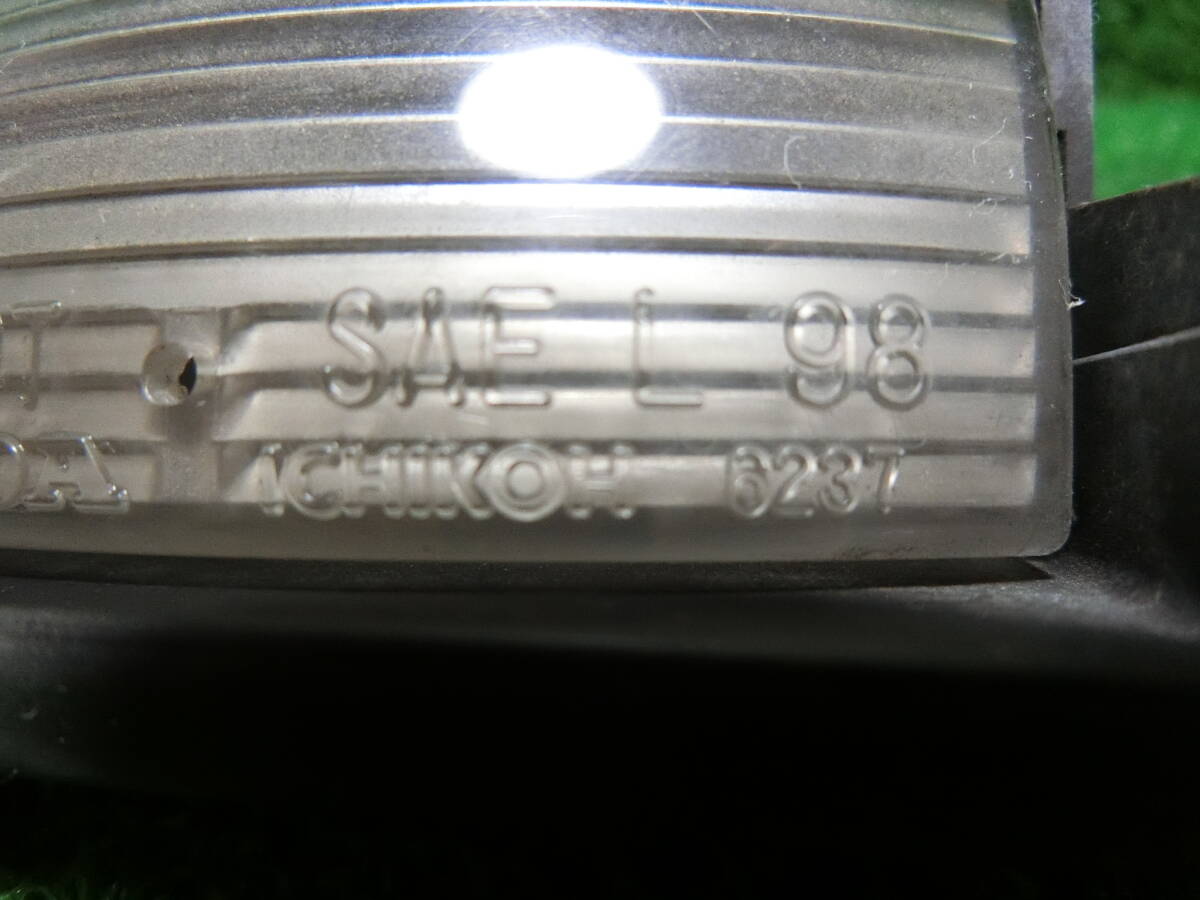 SAE L 98
ICHIKOH 6237